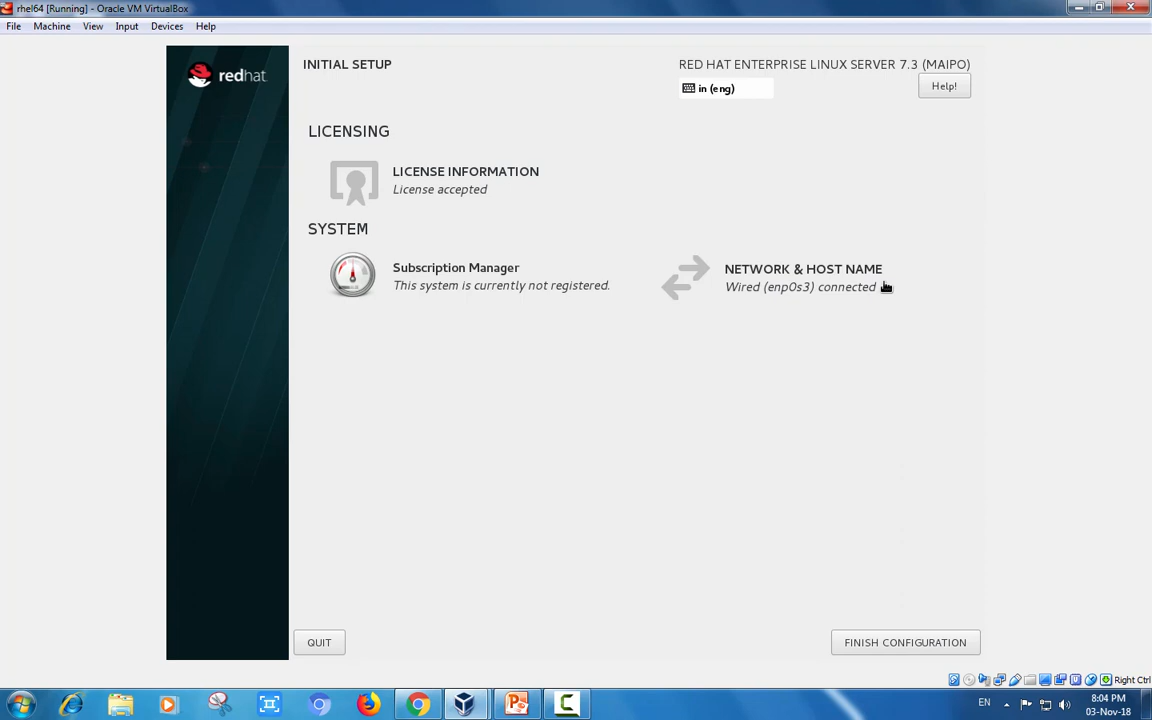 rhel64 [Running] - Oracle VM VirtualBox
File Machine View Input Devices Help
redhat.
INITIAL SETUP
RED HAT ENTERPRISE LINUX SERVER 7.3 (MAIPO)
in (eng)
Help!
LICENSING
LICENSE INFORMATION
License accepted
SYSTEM
Subscription Manager
This system is currently not registered.
NETWORK & HOST NAME
Wired (enp0s3) connected
QUIT
FINISH CONFIGURATION
Right Ctrl
EN
8:04 PM
03-Nov-18